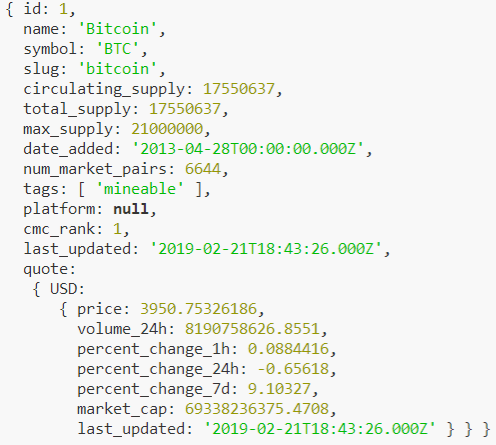 { id: 1,
name: 'Bitcoin',
symbol: 'BTC',
slug: 'bitcoin',
circulating_supply: 17550637,
total_supply: 17550637,
max_supply: 21000000,
date_added: '2013-04-28T00:00:00.000Z',
num_market_pairs: 6644,
tags: [ 'mineable' ],
platform: null,
cmc_rank: 1,
last_updated: '2019-02-21T18:43:26.000Z',
quote:
{ USD:
{ price: 3950.75326186,
volume_24h: 8190758626.8551,
percent_change_1h: 0.0884416,
percent_change_24h: -0.65618,
percent_change_7d: 9.10327,
market_cap: 69338236375.4708,
last_updated: '2019-02-21T18:43:26.000Z' } } }